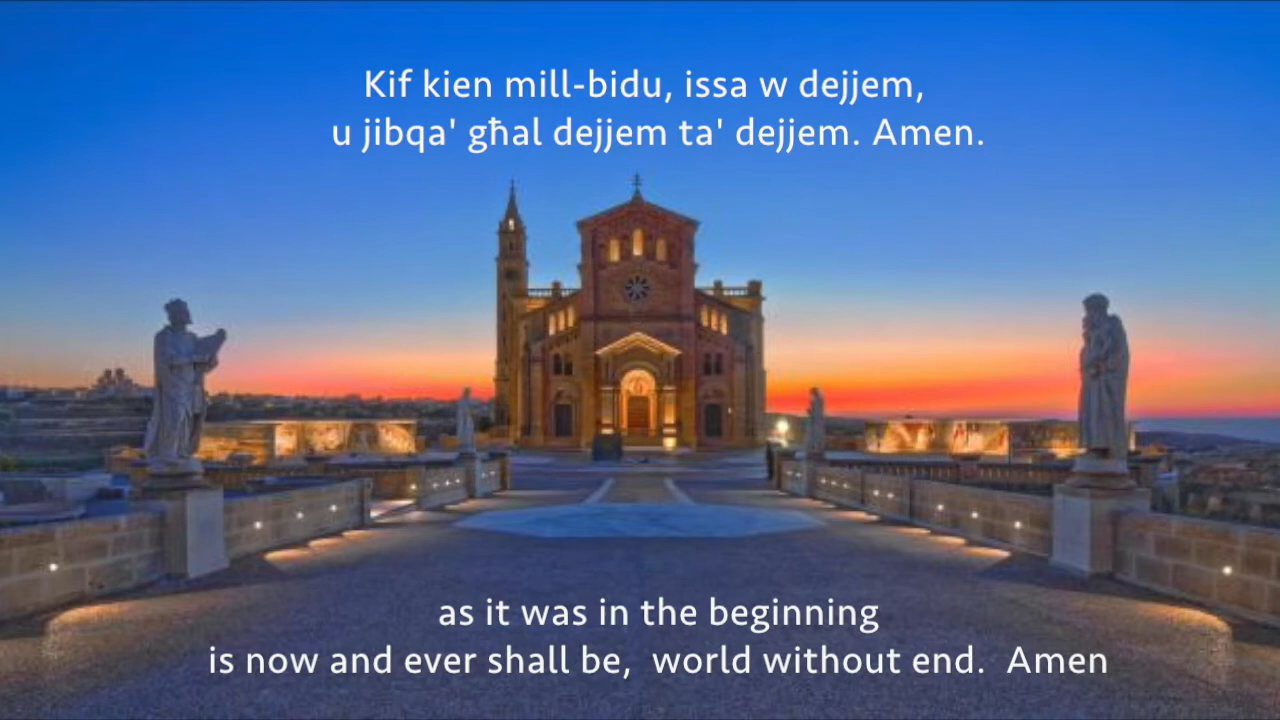 Kif kien mill-bidu, issa w dejjem,
u jibqa' għal dejjem ta' dejjem. Amen.
as it was in the beginning
is now and ever shall be, world without end. Amen